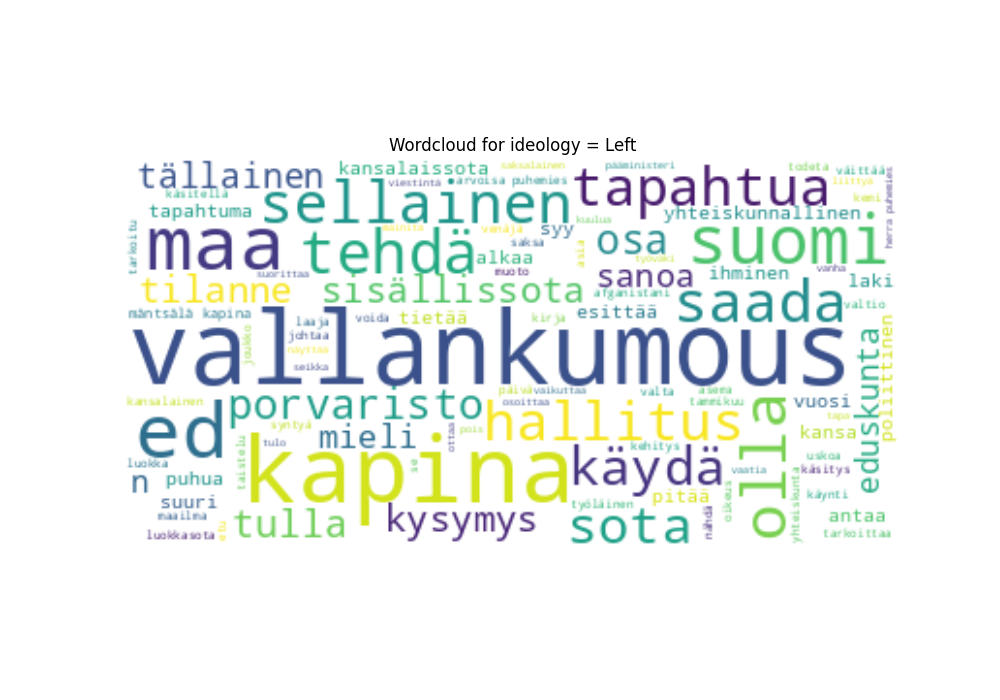 Wordcloud for ideology = Left
tällainen
kansalaissota
saksalainen
pääministeri
todeta
väittää
käsitellä
viestintä
arvoisa puhemies
tapahtua
liittyä
tapahtuma
sellainen
kuulua
yhteiskunnallinen
kemi
herra puhemies
tarkoitu
maa
mainita
tehdä
venäjä
syy
saksa
osa
suomi
asia
työväki
alkaa
suorittaa
muoto
sanoa
ihminen
vanha
laki
tilanne
sisällissota
afganistani
saada
valtio
mäntsälä kapina
laaja
voida
tietää
kirja
esittää
vallankumous
johtaa
joukko
näyttää
seikka
eduskunta
poliittinen
kansalainen
päivä
vaikuttaa
valta
asema
porvaristo
osoittaa
tammikuu
vuosi
hallitus
tapa
ed
syntyä
mieli
ottaa
pois
olla
kansa
tulo
taistelu
kapina
se
kehitys
uskoa
luokka
käydä
vaatia
käsitys
n
puhua
pitää
käynti
suuri
työläinen
oikeus
yhteiskunta
maailma
tulla
kysymys
sota
nähdä
antaa
luokkasota
etu
tarkoittaa